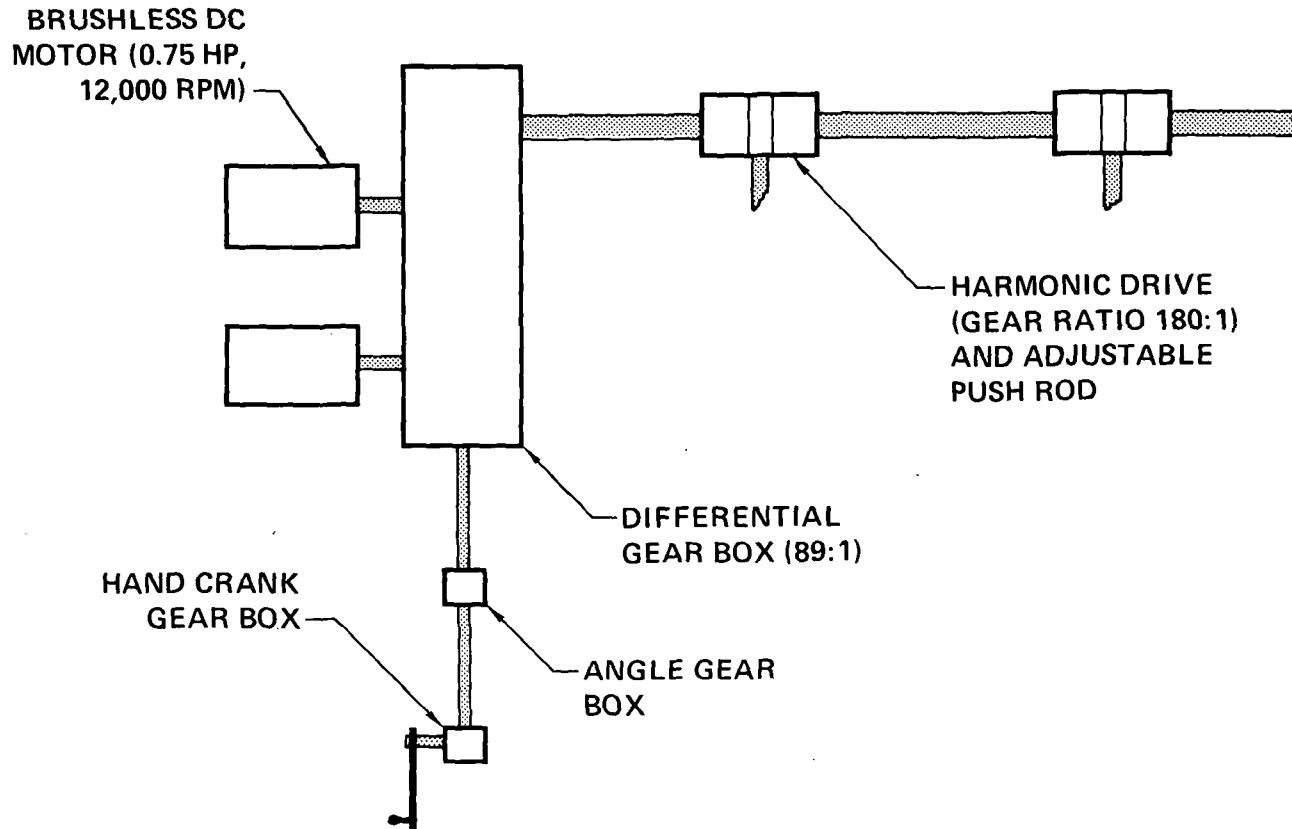 BRUSHLESS DC
MOTOR (0.75 HP,
12,000 RPM)
HARMONIC DRIVE
(GEAR RATIO 180:1)
AND ADJUSTABLE
PUSH ROD
DIFFERENTIAL
GEAR BOX (89:1)
HAND CRANK
GEAR BOX
ANGLE GEAR
BOX